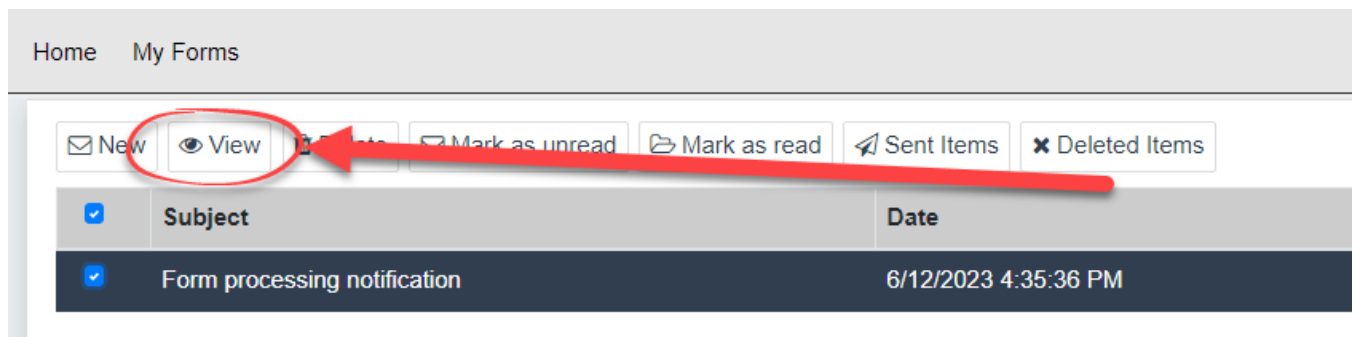 Home My Forms
New View Delete Mark as unread Mark as read Sent Items Deleted Items
Subject Date
Form processing notification 6/12/2023 4:35:36 PM